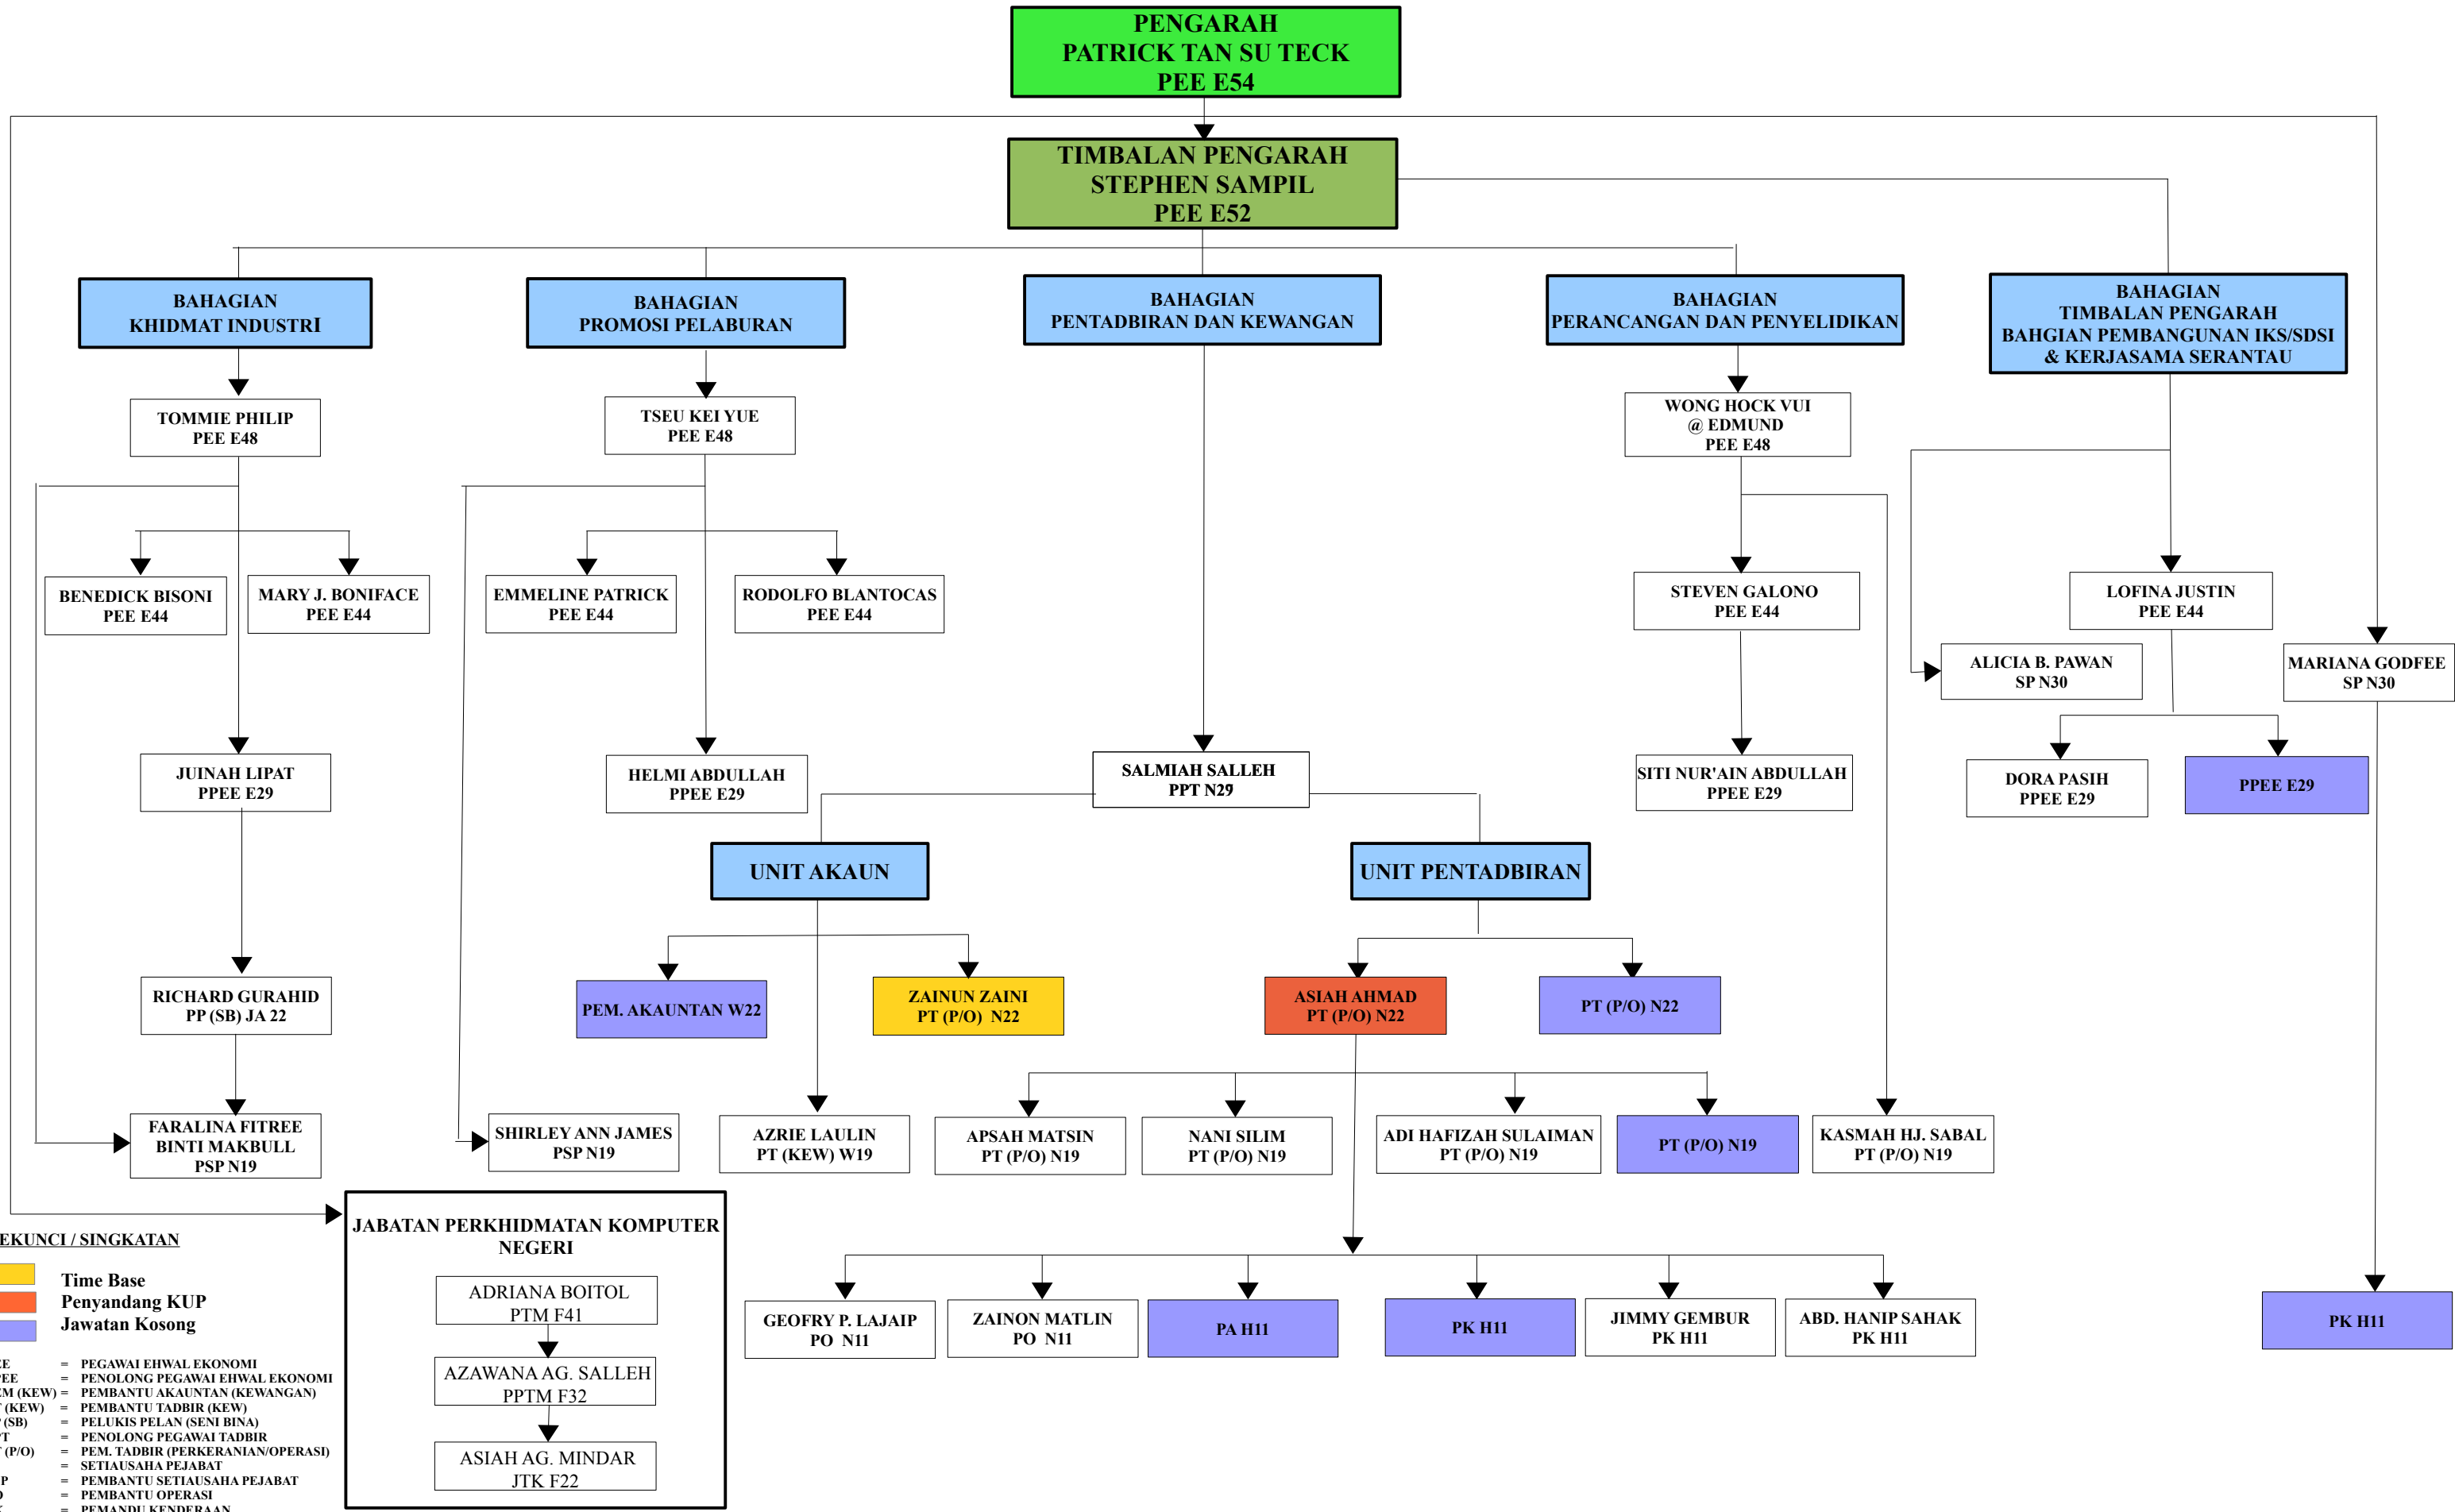 PENGARAH
PATRICK TAN SU TECK
PEE E54
TIMBALAN PENGARAH
STEPHEN SAMPIL
PEE E52
BAHAGIAN
KHIDMAT INDUSTRI
BAHAGIAN
PROMOSI PELABURAN
BAHAGIAN
PENTADBIRAN DAN KEWANGAN
BAHAGIAN
PERANCANGAN DAN PENYELIDIKAN
BAHAGIAN
TIMBALAN PENGARAH
BAHGIAN PEMBANGUNAN IKS/SDSI
& KERJASAMA SERANTAU
TOMMIE PHILIP
PEE E48
TSEU KEI YUE
PEE E48
WONG HOCK VUI
@ EDMUND
PEE E48
BENEDICK BISONI
PEE E44
MARY J. BONIFACE
PEE E44
EMMELINE PATRICK
PEE E44
RODOLFO BLANTOCAS
PEE E44
STEVEN GALONO
PEE E44
LOFINA JUSTIN
PEE E44
ALICIA B. PAWAN
SP N30
MARIANA GODFEE
SP N30
JUINAH LIPAT
PPEE E29
HELMI ABDULLAH
PPEE E29
SALMIAH SALLEH
PPT N29
SITI NUR'AIN ABDULLAH
PPEE E29
DORA PASIH
PPEE E29
PPEE E29
UNIT AKAUN
UNIT PENTADBIRAN
RICHARD GURAHID
PP (SB) JA 22
PEM. AKAUNTAN W22
ZAINUN ZAINI
PT (P/O) N22
ASIAH AHMAD
PT (P/O) N22
PT (P/O) N22
FARALINA FITREE
BINTI MAKBULL
PSP N19
SHIRLEY ANN JAMES
PSP N19
AZRIE LAULIN
PT (KEW) W19
APSAH MATSIN
PT (P/O) N19
NANI SILIM
PT (P/O) N19
ADI HAFIZAH SULAIMAN
PT (P/O) N19
PT (P/O) N19
KASMAH HJ. SABAL
PT (P/O) N19
JABATAN PERKHIDMATAN KOMPUTER
NEGERI
ADRIANA BOITOL
PTM F41
AZAWANA AG. SALLEH
PPTM F32
ASIAH AG. MINDAR
JTK F22
GEOFRY P. LAJAIP
PO N11
ZAINON MATLIN
PO N11
PA H11
PK H11
JIMMY GEMBUR
PK H11
ABD. HANIP SAHAK
PK H11
PK H11
EKUNCI / SINGKATAN
Time Base
Penyandang KUP
Jawatan Kosong
= PEGAWAI EHWAL EKONOMI
= PENOLONG PEGAWAI EHWAL EKONOMI
(KEW) = PEMBANTU AKAUNTAN (KEWANGAN)
(KEW) = PEMBANTU TADBIR (KEW)
(SB) = PELUKIS PELAN (SENI BINA)
= PENOLONG PEGAWAI TADBIR
(P/O) = PEM. TADBIR (PERKERANIAN/OPERASI)
= SETIAUSAHA PEJABAT
= PEMBANTU SETIAUSAHA PEJABAT
= PEMBANTU OPERASI
= PEMANDU KENDERAAN